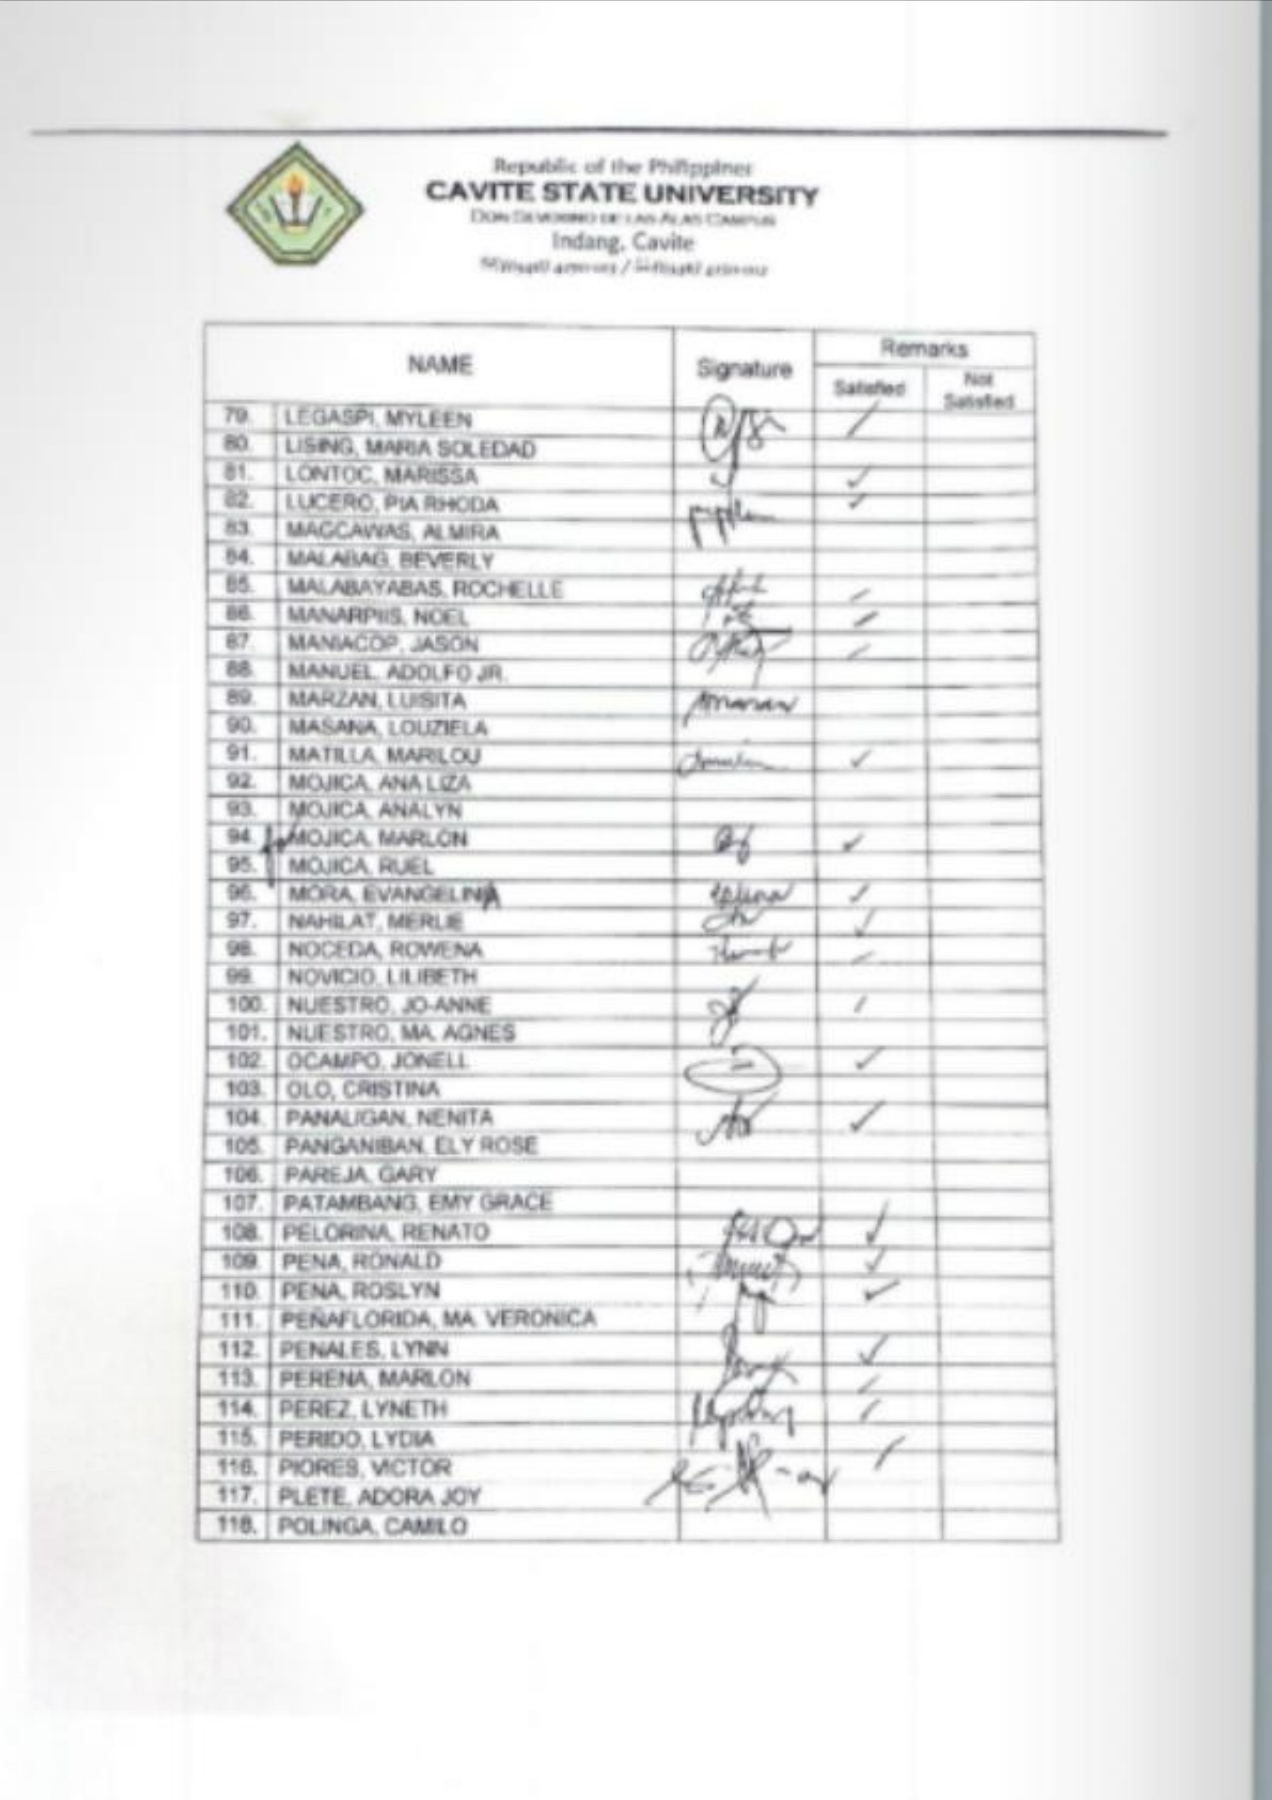 Republic of the Philippines
CAVITE STATE UNIVERSITY
DON SEVERINO DE LAS ALAS CAMPUS
Indang, Cavite
NAME Signature Remarks
Satisfied Not Satisfied
79. LEGASPI, MYLEEN
80. LISING, MARIA SOLEDAD
81. LONTOC, MARISSA
82. LUCERO, PIA RHODA
83. MAGCAWAS, ALMIRA
84. MALABAG, BEVERLY
85. MALABAYABAS, ROCHELLE
86. MANARPIIS, NOEL
87. MANIACOP, JASON
88. MANUEL, ADOLFO JR.
89. MARZAN, LUISITA
90. MASANA, LOUZIELA
91. MATILLA, MARILOU
92. MOJICA, ANA LIZA
93. MOJICA, ANALYN
94. MOJICA, MARLON
95. MOJICA, RUEL
96. MORA, EVANGELINA
97. NAHILAT, MERLIE
98. NOCEDA, ROWENA
99. NOVICIO, LILIBETH
100. NUESTRO, JO-ANNE
101. NUESTRO, MA. AGNES
102. OCAMPO, JONELL
103. OLO, CRISTINA
104. PANALIGAN, NENITA
105. PANGANIBAN, ELY ROSE
106. PAREJA, GARY
107. PATAMBANG, EMY GRACE
108. PELORINA, RENATO
109. PENA, RONALD
110. PENA, ROSLYN
111. PEÑAFLORIDA, MA. VERONICA
112. PENALES, LYNN
113. PERENA, MARLON
114. PEREZ, LYNETH
115. PERIDO, LYDIA
116. PIORES, VICTOR
117. PLETE, ADORA JOY
118. POLINGA, CAMILO